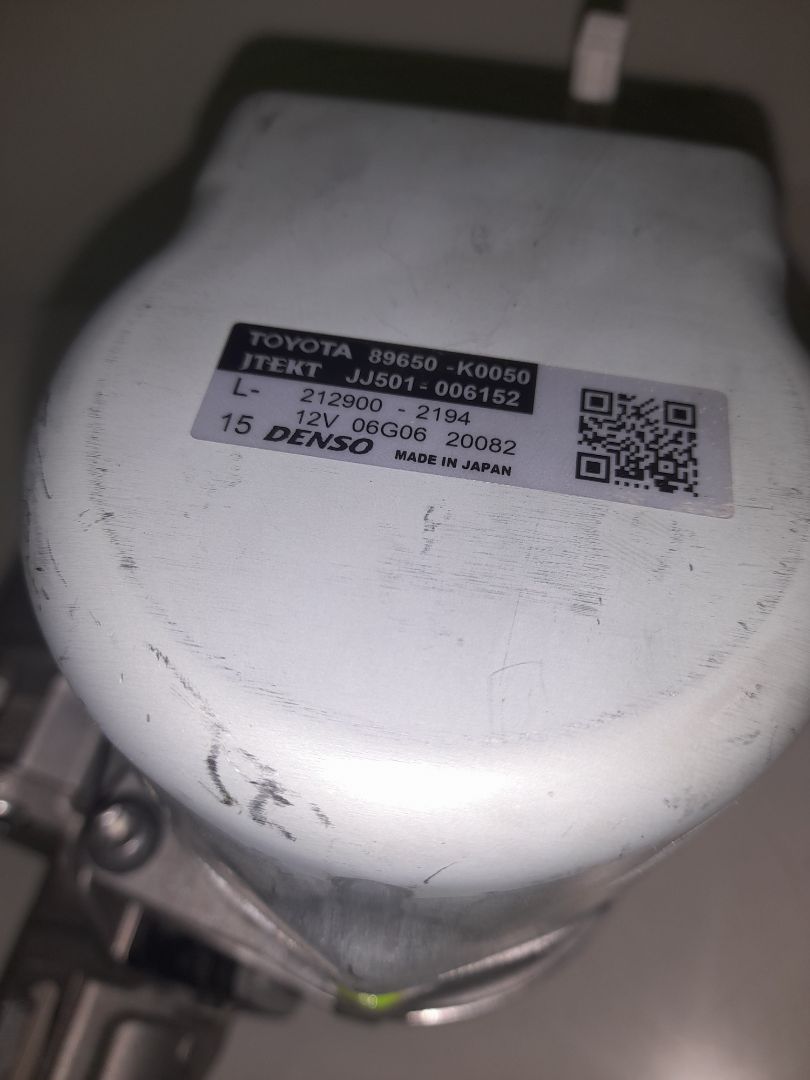 TOYOTA 89650 -K0050
JTEKT JJ501-006152
L- 212900 - 2194
12V 06G06 20082
15 DENSO MADE IN JAPAN